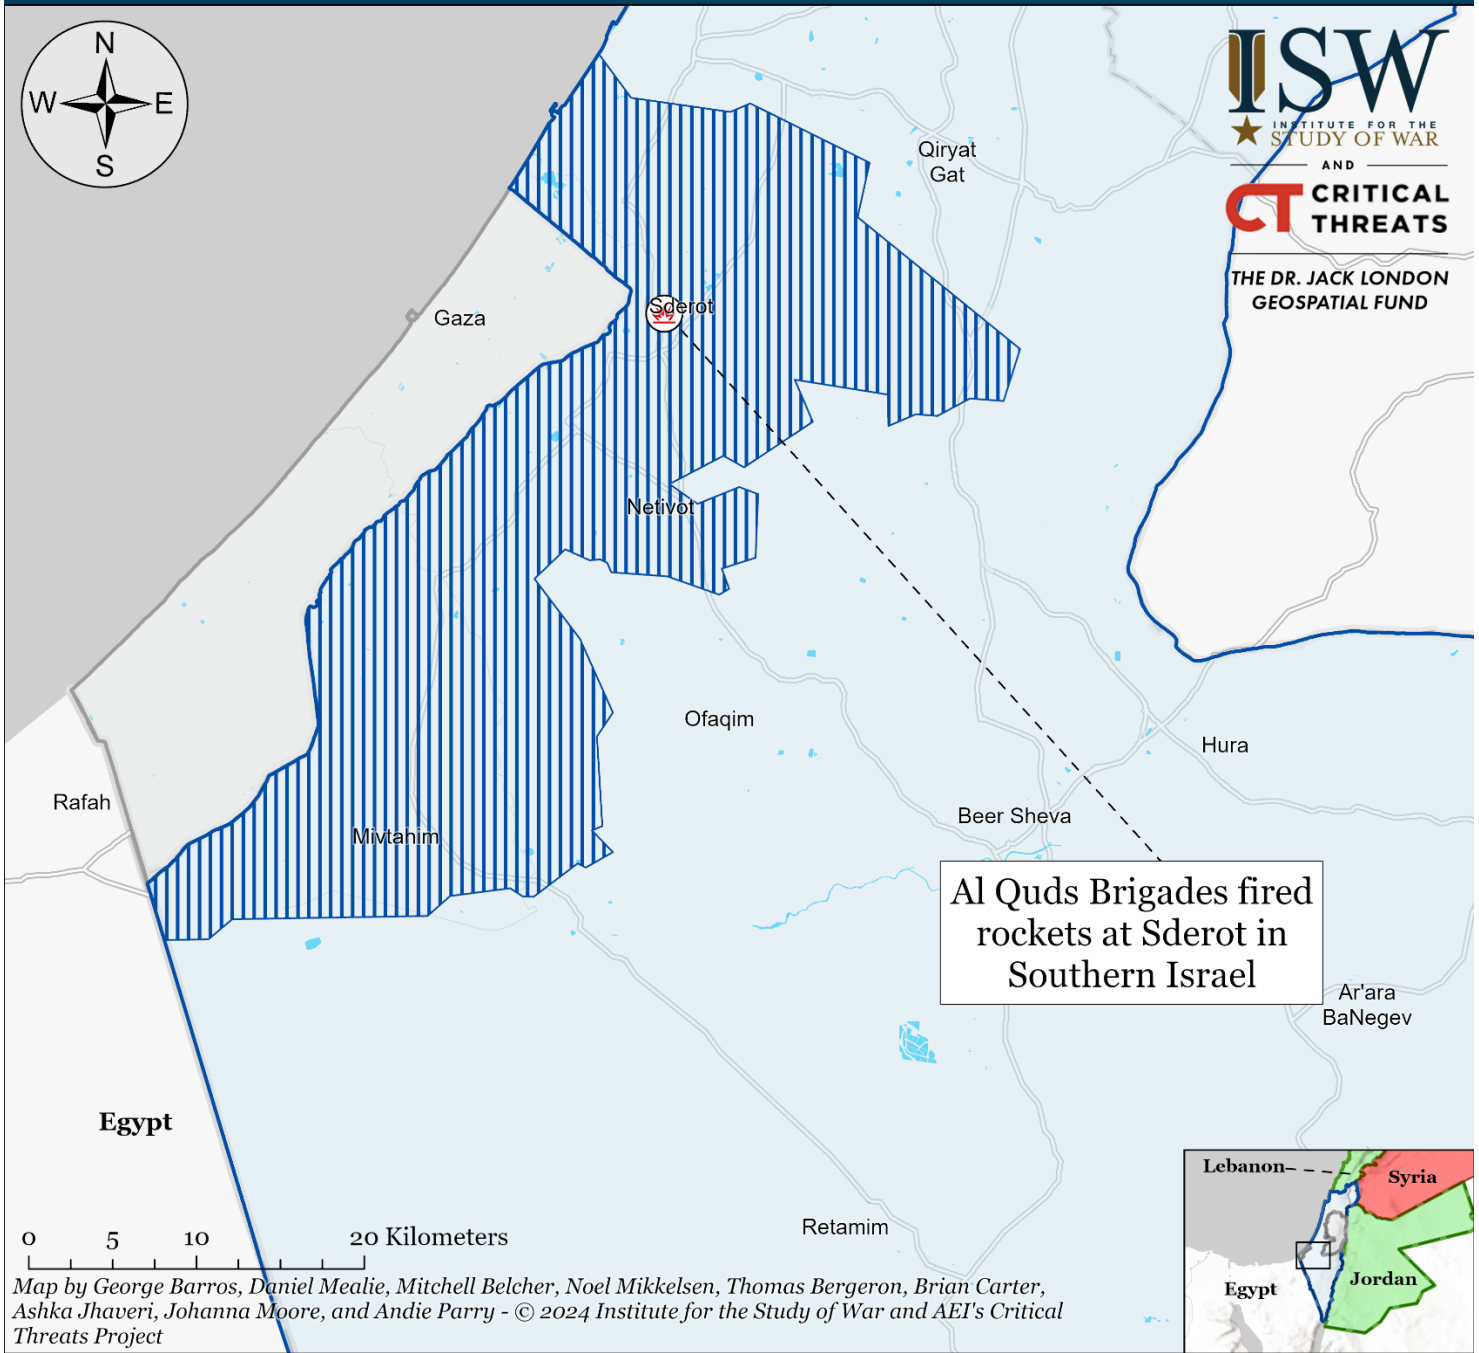 N
W
E
S
ISW
INSTITUTE FOR THE
STUDY OF WAR
AND
CT CRITICAL
THREATS
THE DR. JACK LONDON
GEOSPATIAL FUND
Qiryat
Gat
Sderot
Gaza
Netivot
Ofaqim
Hura
Rafah
Mivtahim
Beer Sheva
Al Quds Brigades fired
rockets at Sderot in
Southern Israel
Ar'ara
BaNegev
Egypt
Retamim
Lebanon
Syria
Egypt
Jordan
0 5 10 20 Kilometers
Map by George Barros, Daniel Mealie, Mitchell Belcher, Noel Mikkelsen, Thomas Bergeron, Brian Carter,
Ashka Jhaveri, Johanna Moore, and Andie Parry - © 2024 Institute for the Study of War and AEI's Critical
Threats Project